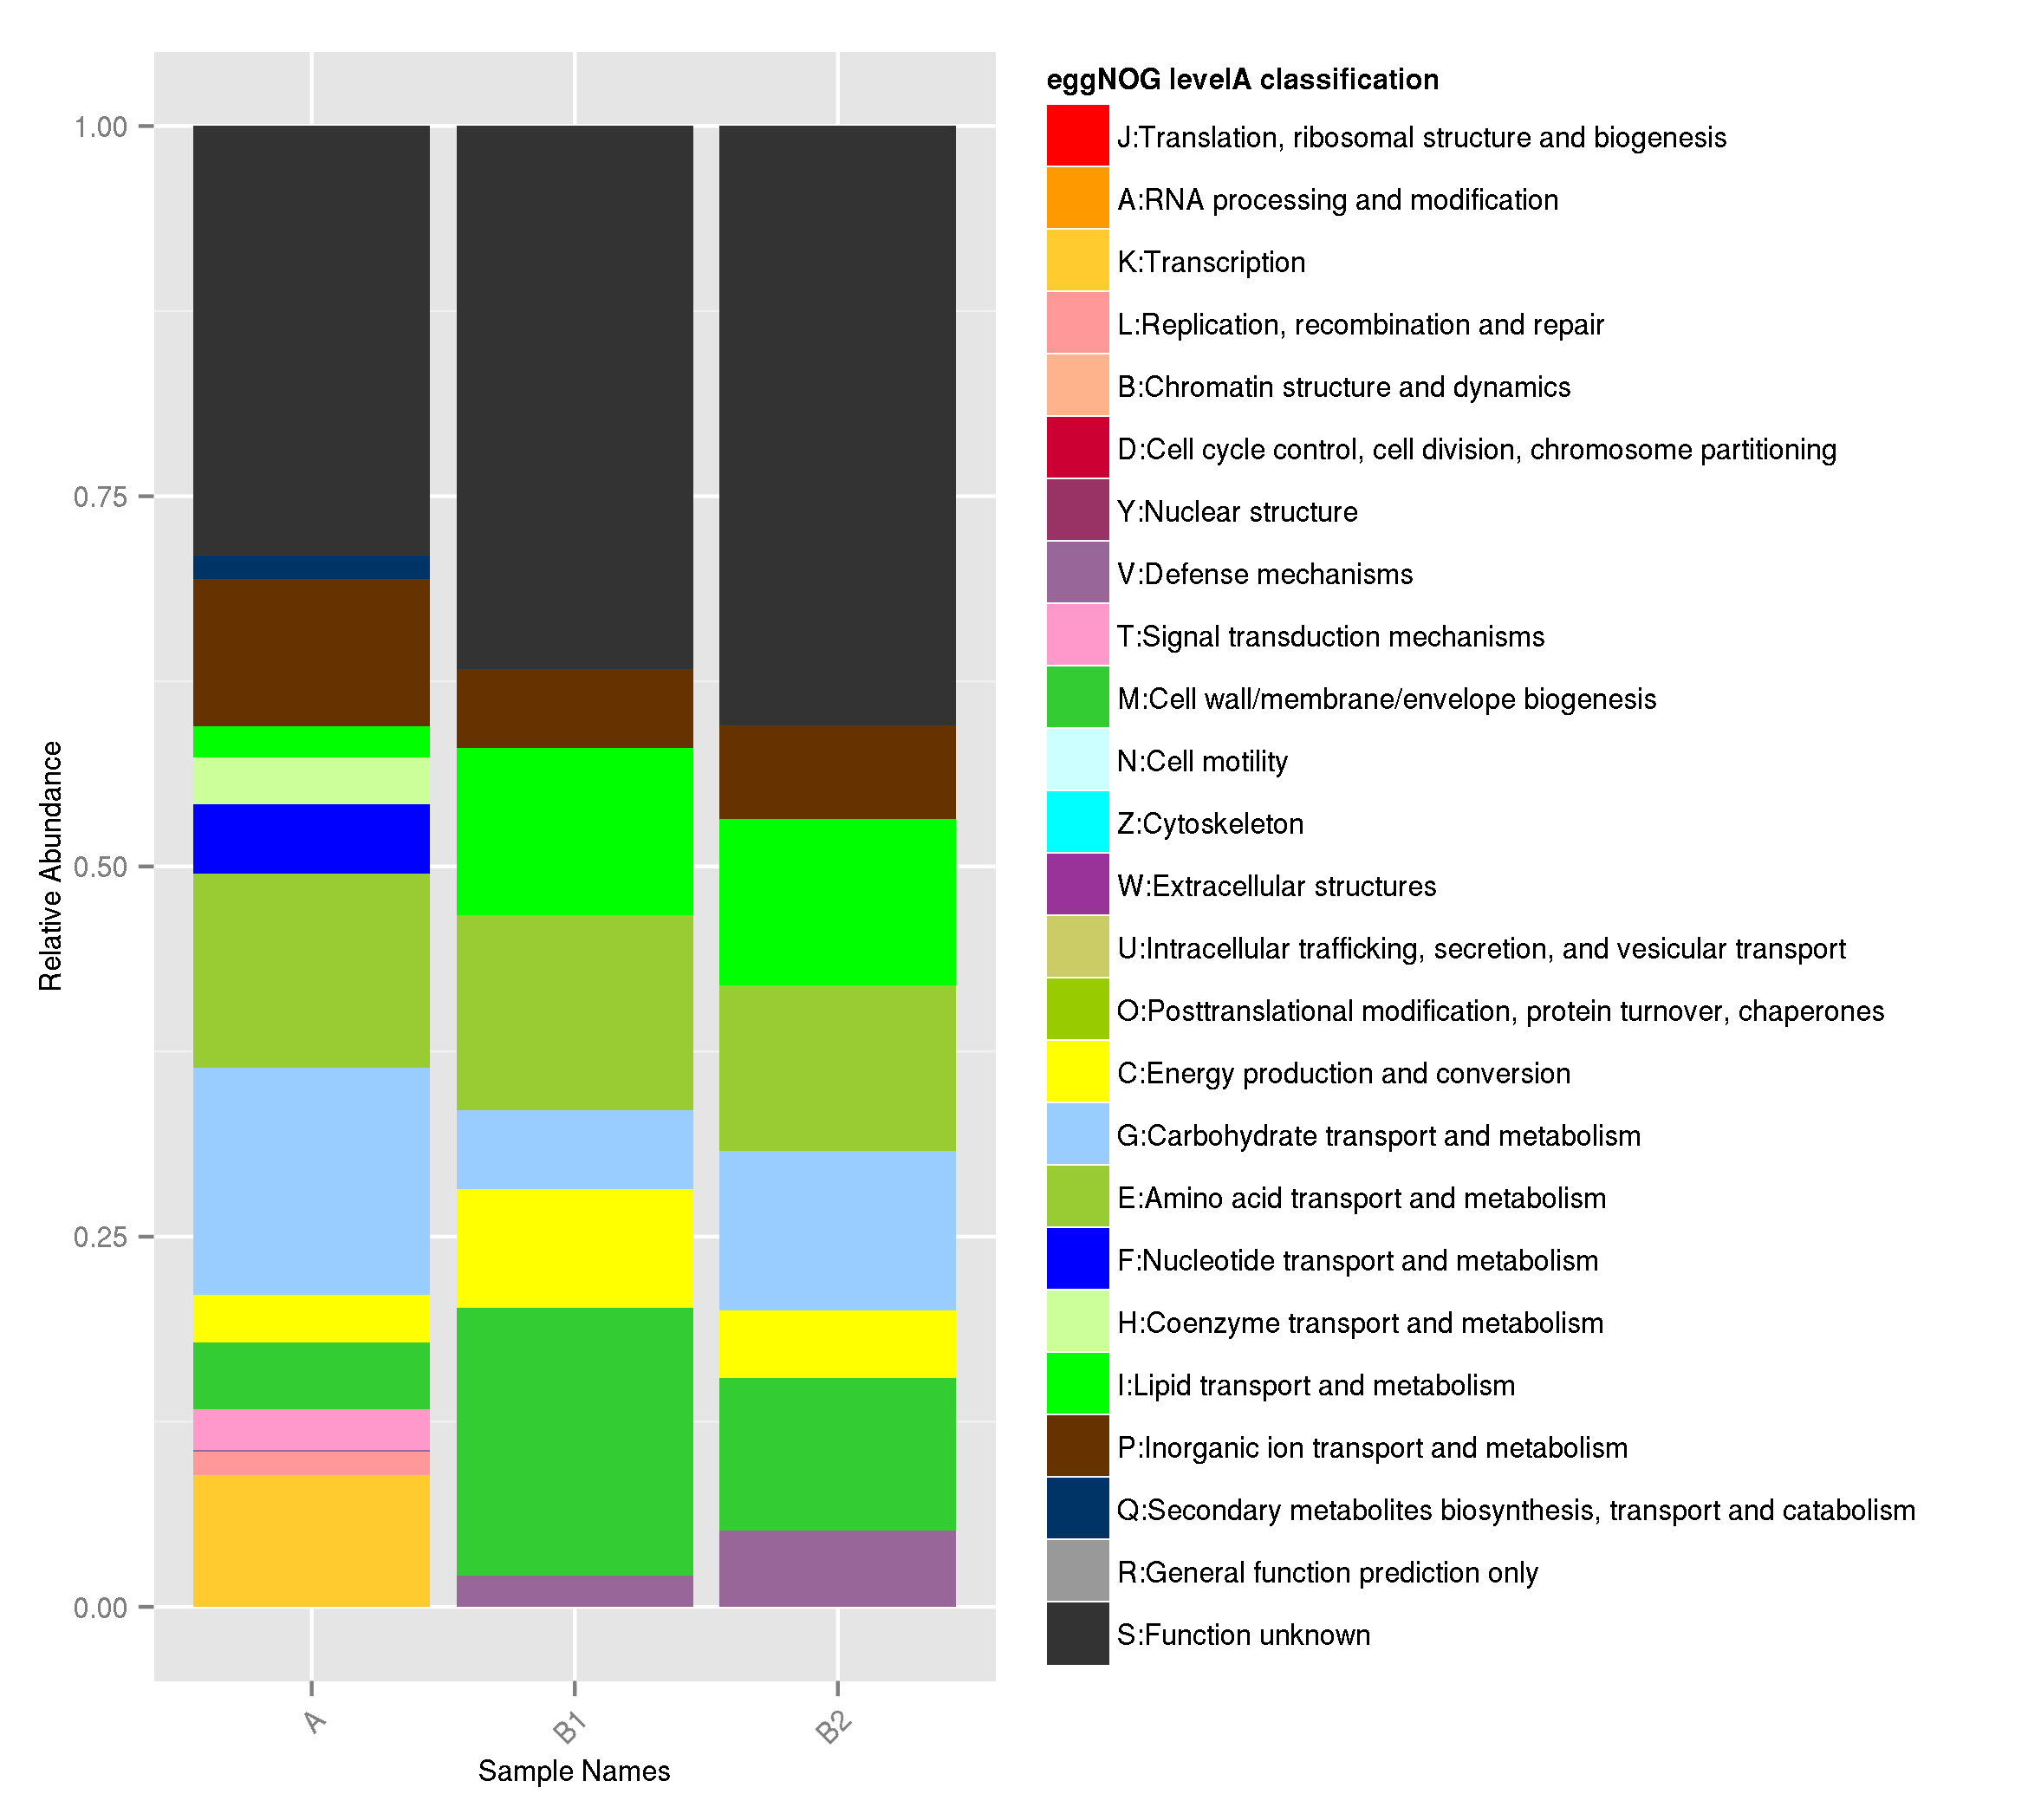 1.00
0.75
0.50
0.25
0.00
Relative Abundance
A
B1
B2
Sample Names
eggNOG levelA classification
J:Translation, ribosomal structure and biogenesis
A:RNA processing and modification
K:Transcription
L:Replication, recombination and repair
B:Chromatin structure and dynamics
D:Cell cycle control, cell division, chromosome partitioning
Y:Nuclear structure
V:Defense mechanisms
T:Signal transduction mechanisms
M:Cell wall/membrane/envelope biogenesis
N:Cell motility
Z:Cytoskeleton
W:Extracellular structures
U:Intracellular trafficking, secretion, and vesicular transport
O:Posttranslational modification, protein turnover, chaperones
C:Energy production and conversion
G:Carbohydrate transport and metabolism
E:Amino acid transport and metabolism
F:Nucleotide transport and metabolism
H:Coenzyme transport and metabolism
I:Lipid transport and metabolism
P:Inorganic ion transport and metabolism
Q:Secondary metabolites biosynthesis, transport and catabolism
R:General function prediction only
S:Function unknown